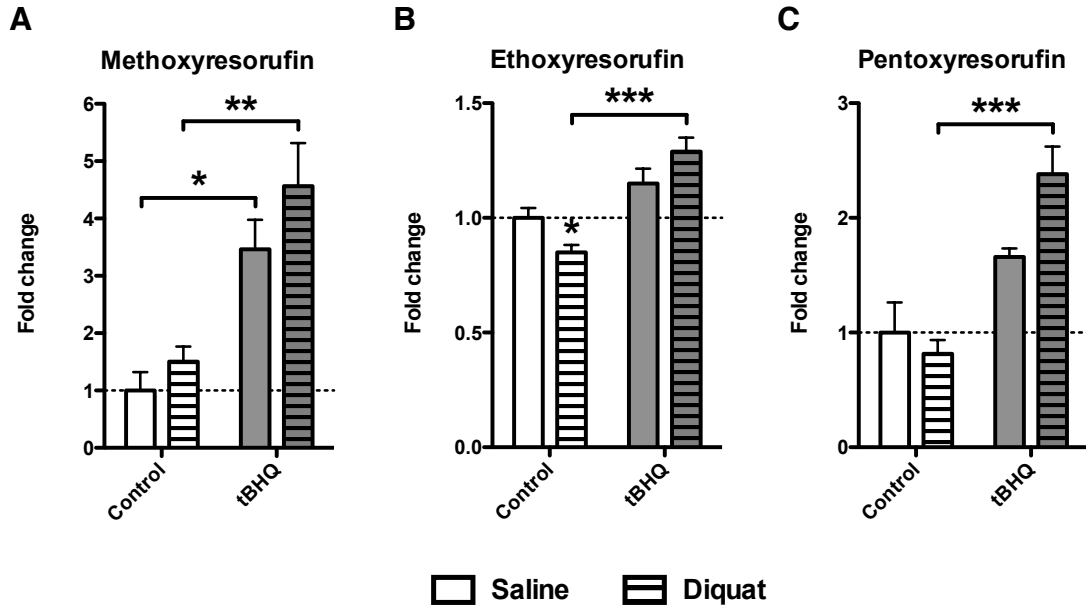 A
Methoxyresorufin
Fold change
6
5
4
3
2
1
0
**
*
Control
tBHQ
B
Ethoxyresorufin
Fold change
1.5
1.0
0.5
0.0
***
*
Control
tBHQ
C
Pentoxyresorufin
Fold change
3
2
1
0
***
Control
tBHQ
Saline
Diquat